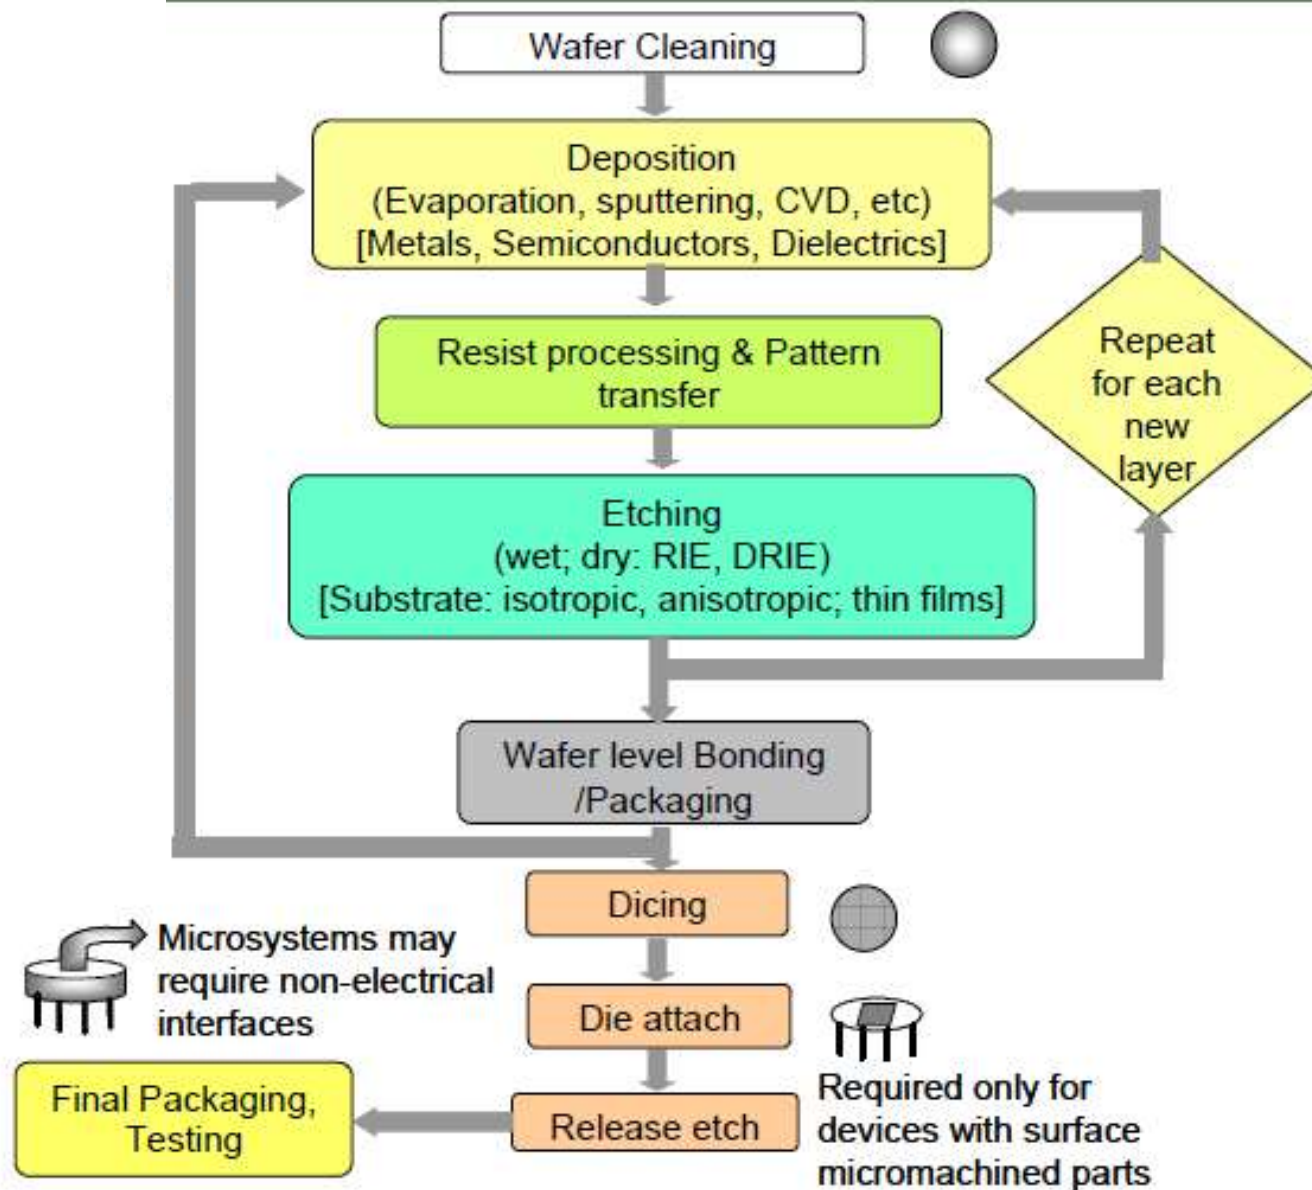 Wafer Cleaning
Deposition
(Evaporation, sputtering, CVD, etc)
[Metals, Semiconductors, Dielectrics]
Resist processing & Pattern
transfer
Repeat
for each
new
layer
Etching
(wet; dry: RIE, DRIE)
[Substrate: isotropic, anisotropic; thin films]
Wafer level Bonding
/Packaging
Dicing
Microsystems may
require non-electrical
interfaces
Die attach
Required only for
devices with surface
micromachined parts
Release etch
Final Packaging,
Testing